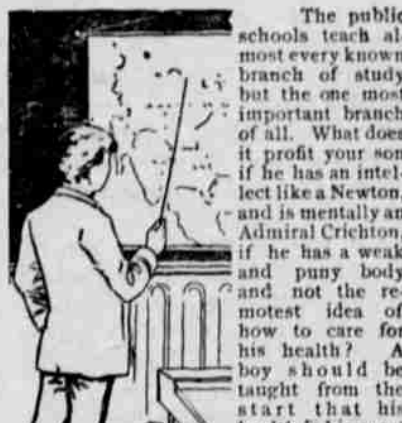 The public
schools teach al-
most every known
branch of study
but the one most
important branch
of all. What does
it profit your son
if he has an intel-
lect like a Newton,
and is mentally an
Admiral Crichton,
if he has a weak
and puny body
and not the re-
motest idea of
how to care for
his health? A
boy should be
taught from the
start that his